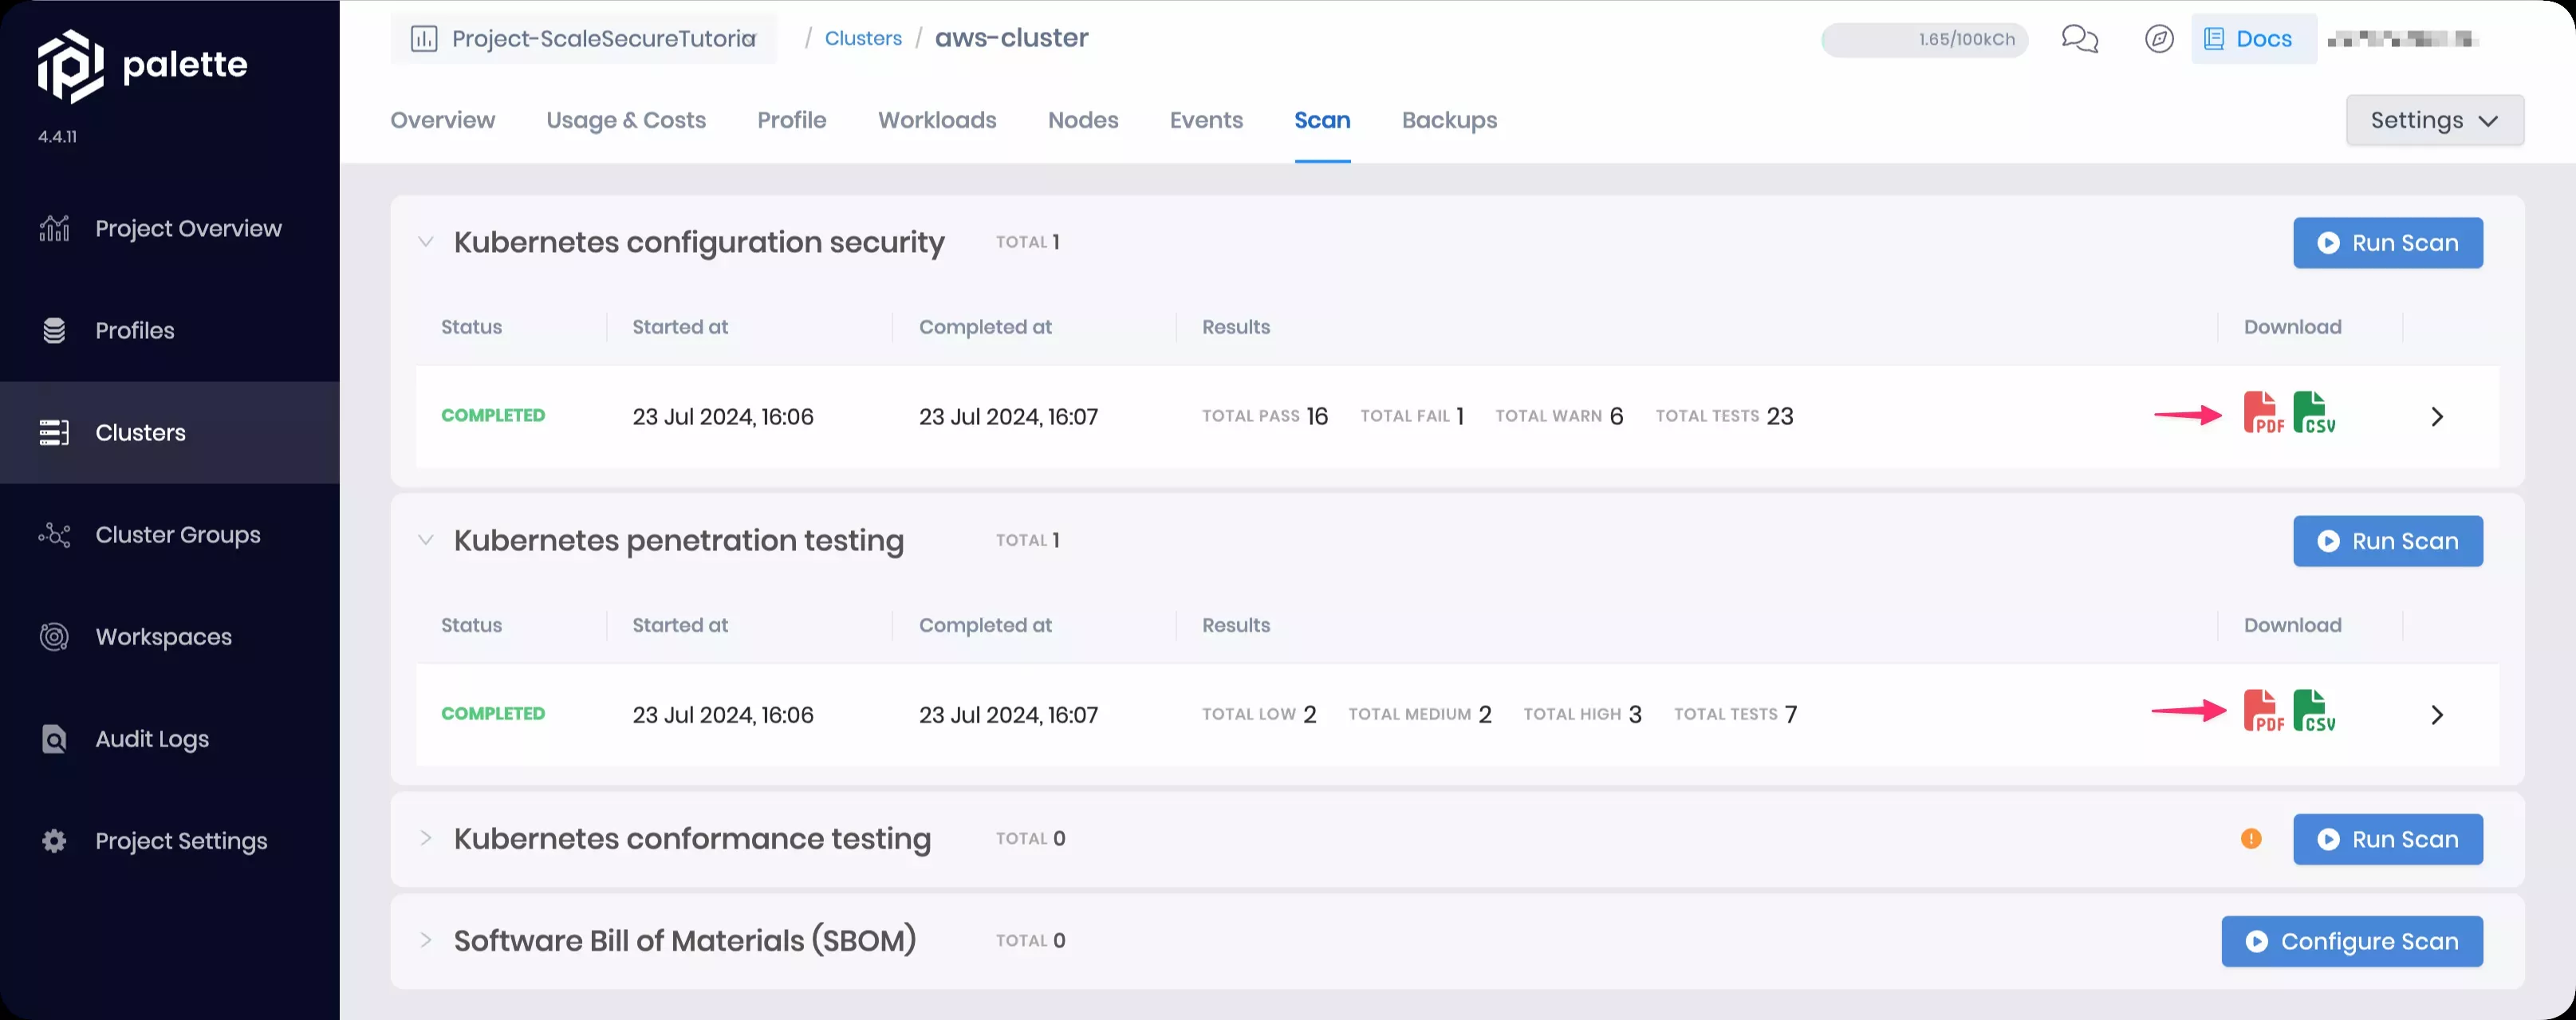 palette
4.4.11
Project Overview
Profiles
Clusters
Cluster Groups
Workspaces
Audit Logs
Project Settings
Project-ScaleSecureTutoria / Clusters / aws-cluster
1.65/100kCh
Docs
Overview Usage & Costs Profile Workloads Nodes Events Scan Backups
Settings
Kubernetes configuration security TOTAL 1 Run Scan
Status Started at Completed at Results Download
COMPLETED 23 Jul 2024, 16:06 23 Jul 2024, 16:07 TOTAL PASS 16 TOTAL FAIL 1 TOTAL WARN 6 TOTAL TESTS 23 PDF CSV
Kubernetes penetration testing TOTAL 1 Run Scan
Status Started at Completed at Results Download
COMPLETED 23 Jul 2024, 16:06 23 Jul 2024, 16:07 TOTAL LOW 2 TOTAL MEDIUM 2 TOTAL HIGH 3 TOTAL TESTS 7 PDF CSV
Kubernetes conformance testing TOTAL 0 Run Scan
Software Bill of Materials (SBOM) TOTAL 0 Configure Scan